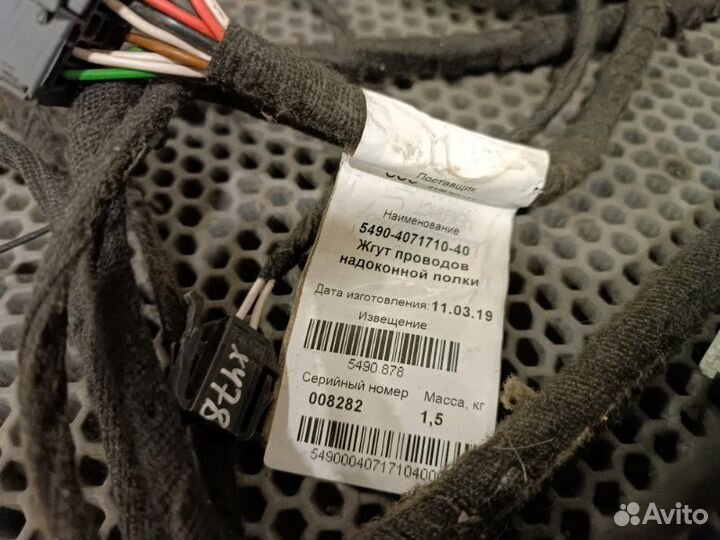 Поставщик
Наименование
5490-4071710-40
Жгут проводов
надоконной полки
Дата изготовления: 11.03.19
Извещение
5490.878
Серийный номер Масса, кг
008282 1,5
X478
Avito